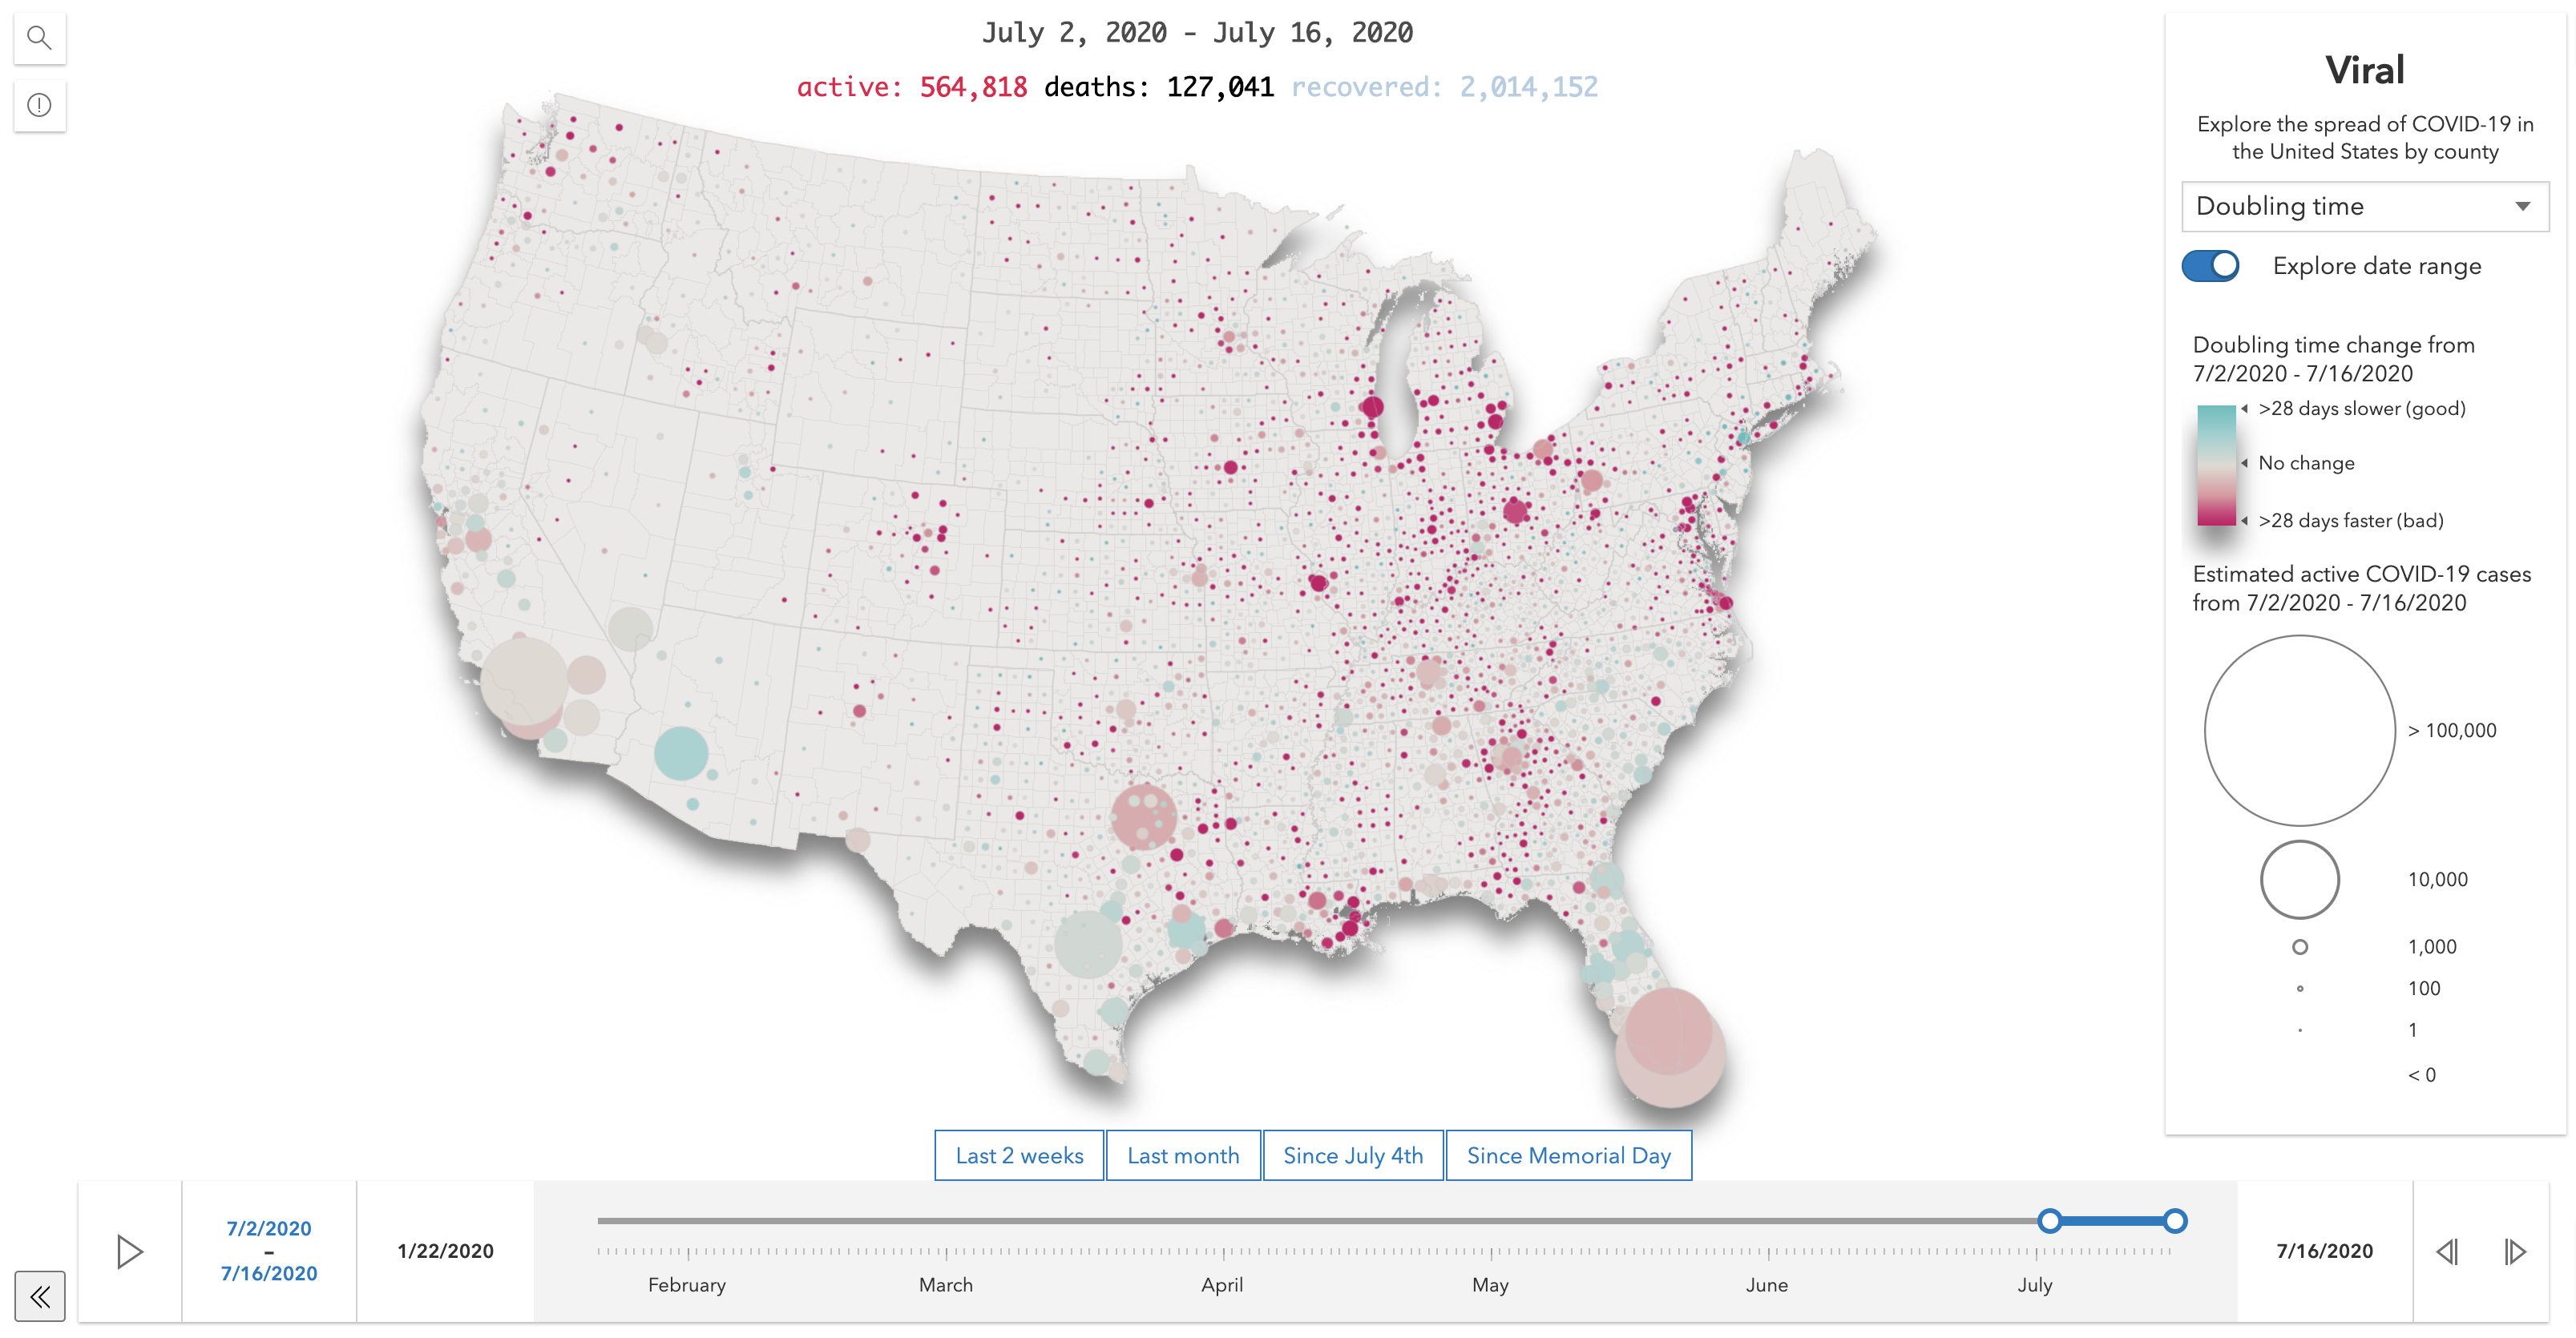 July 2, 2020 - July 16, 2020
active: 564,818 deaths: 127,041 recovered: 2,014,152
Viral
Explore the spread of COVID-19 in
the United States by county
Doubling time
Explore date range
Doubling time change from
7/2/2020 - 7/16/2020
>28 days slower (good)
No change
>28 days faster (bad)
Estimated active COVID-19 cases
from 7/2/2020 - 7/16/2020
> 100,000
10,000
1,000
100
1
< 0
Last 2 weeks
Last month
Since July 4th
Since Memorial Day
7/2/2020
–
7/16/2020
1/22/2020
February
March
April
May
June
July
7/16/2020